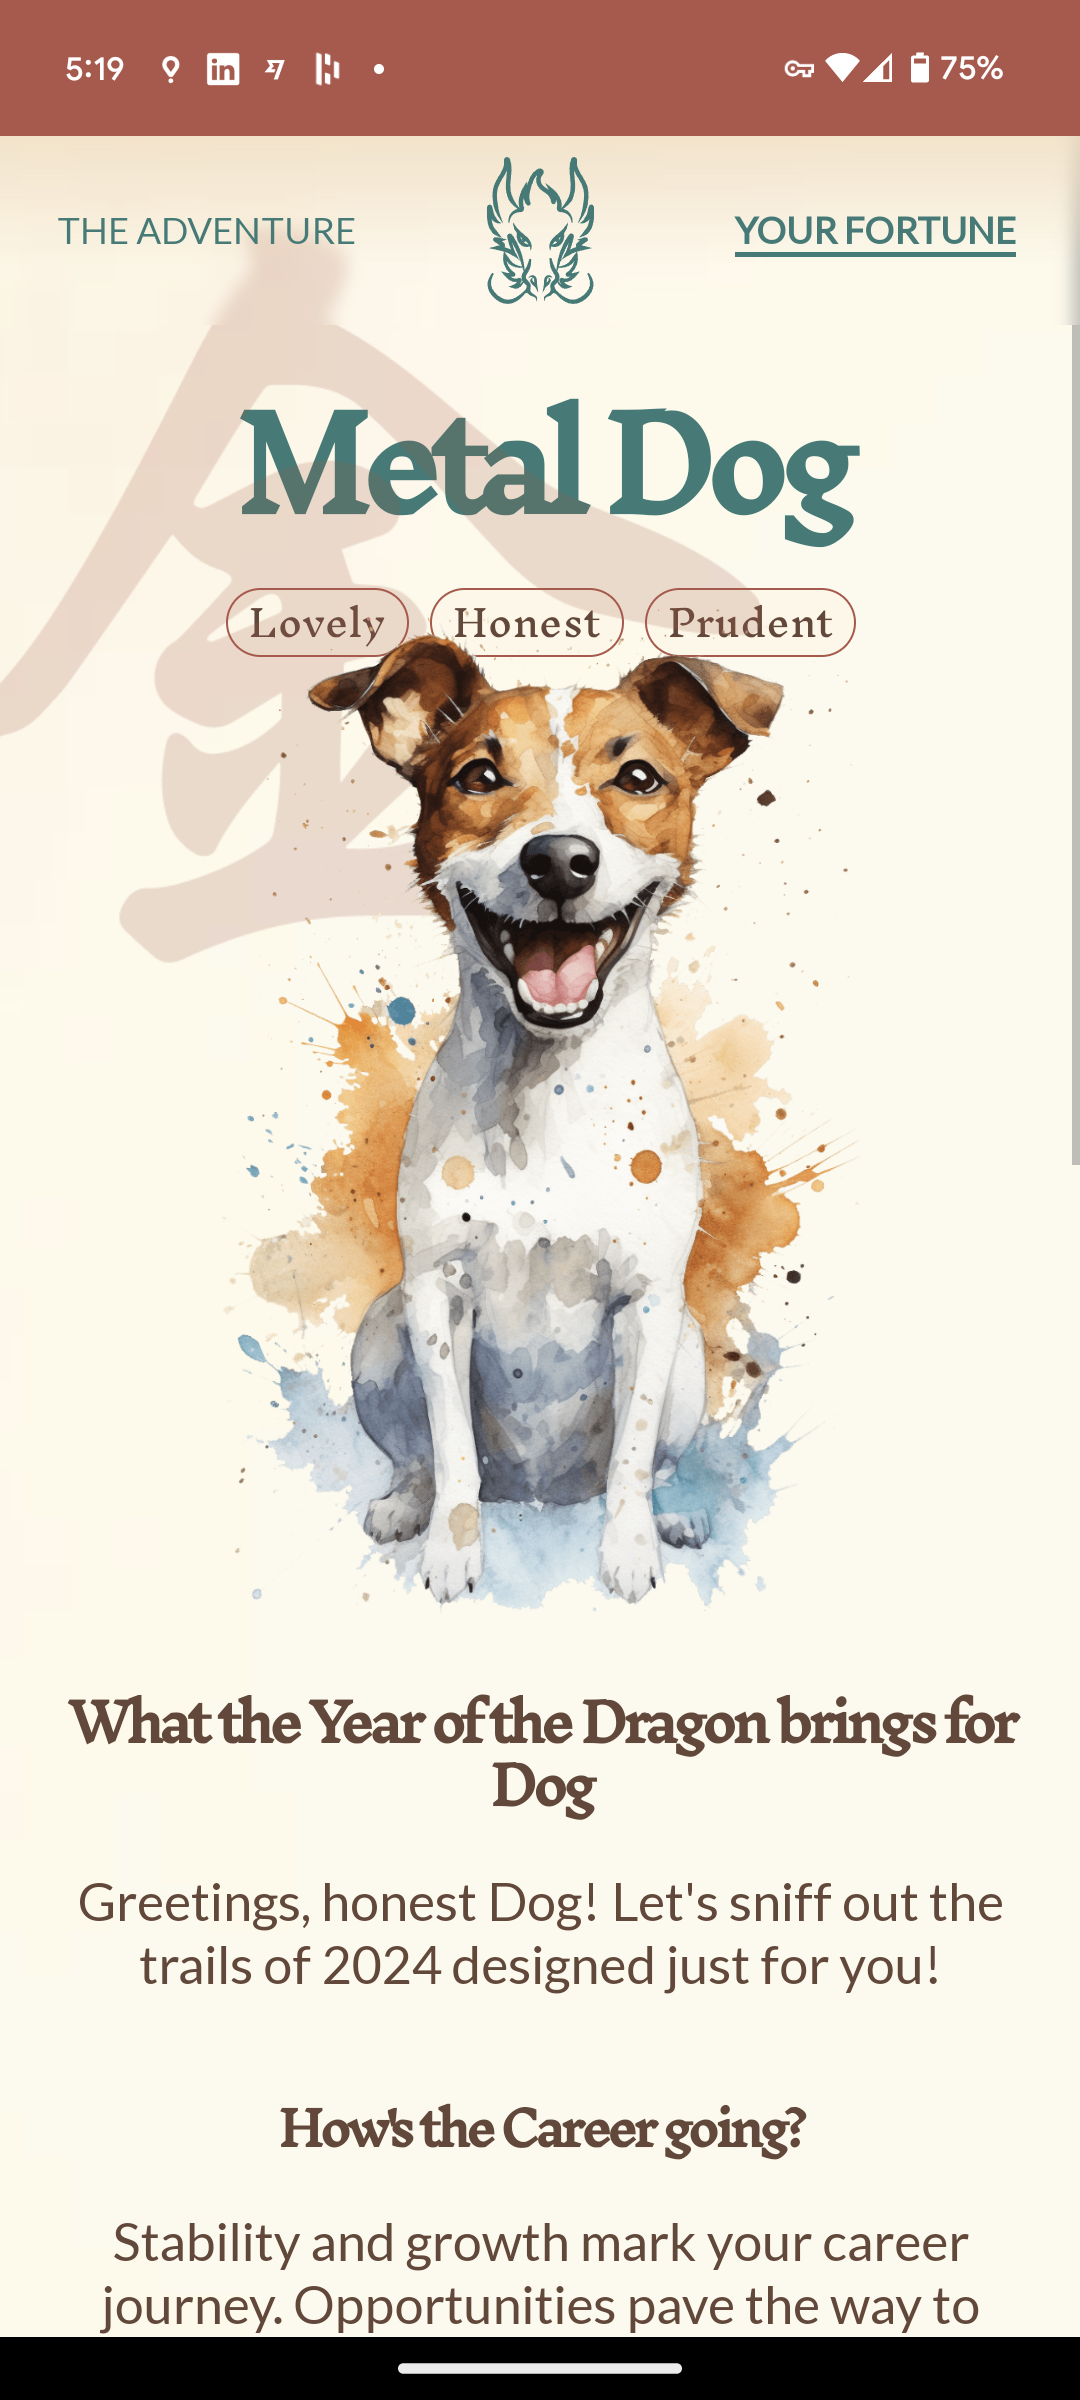 5:19 in 75%
THE ADVENTURE YOUR FORTUNE
金
Metal Dog
Lovely Honest Prudent
What the Year of the Dragon brings for
Dog
Greetings, honest Dog! Let's sniff out the
trails of 2024 designed just for you!
How's the Career going?
Stability and growth mark your career
journey. Opportunities pave the way to